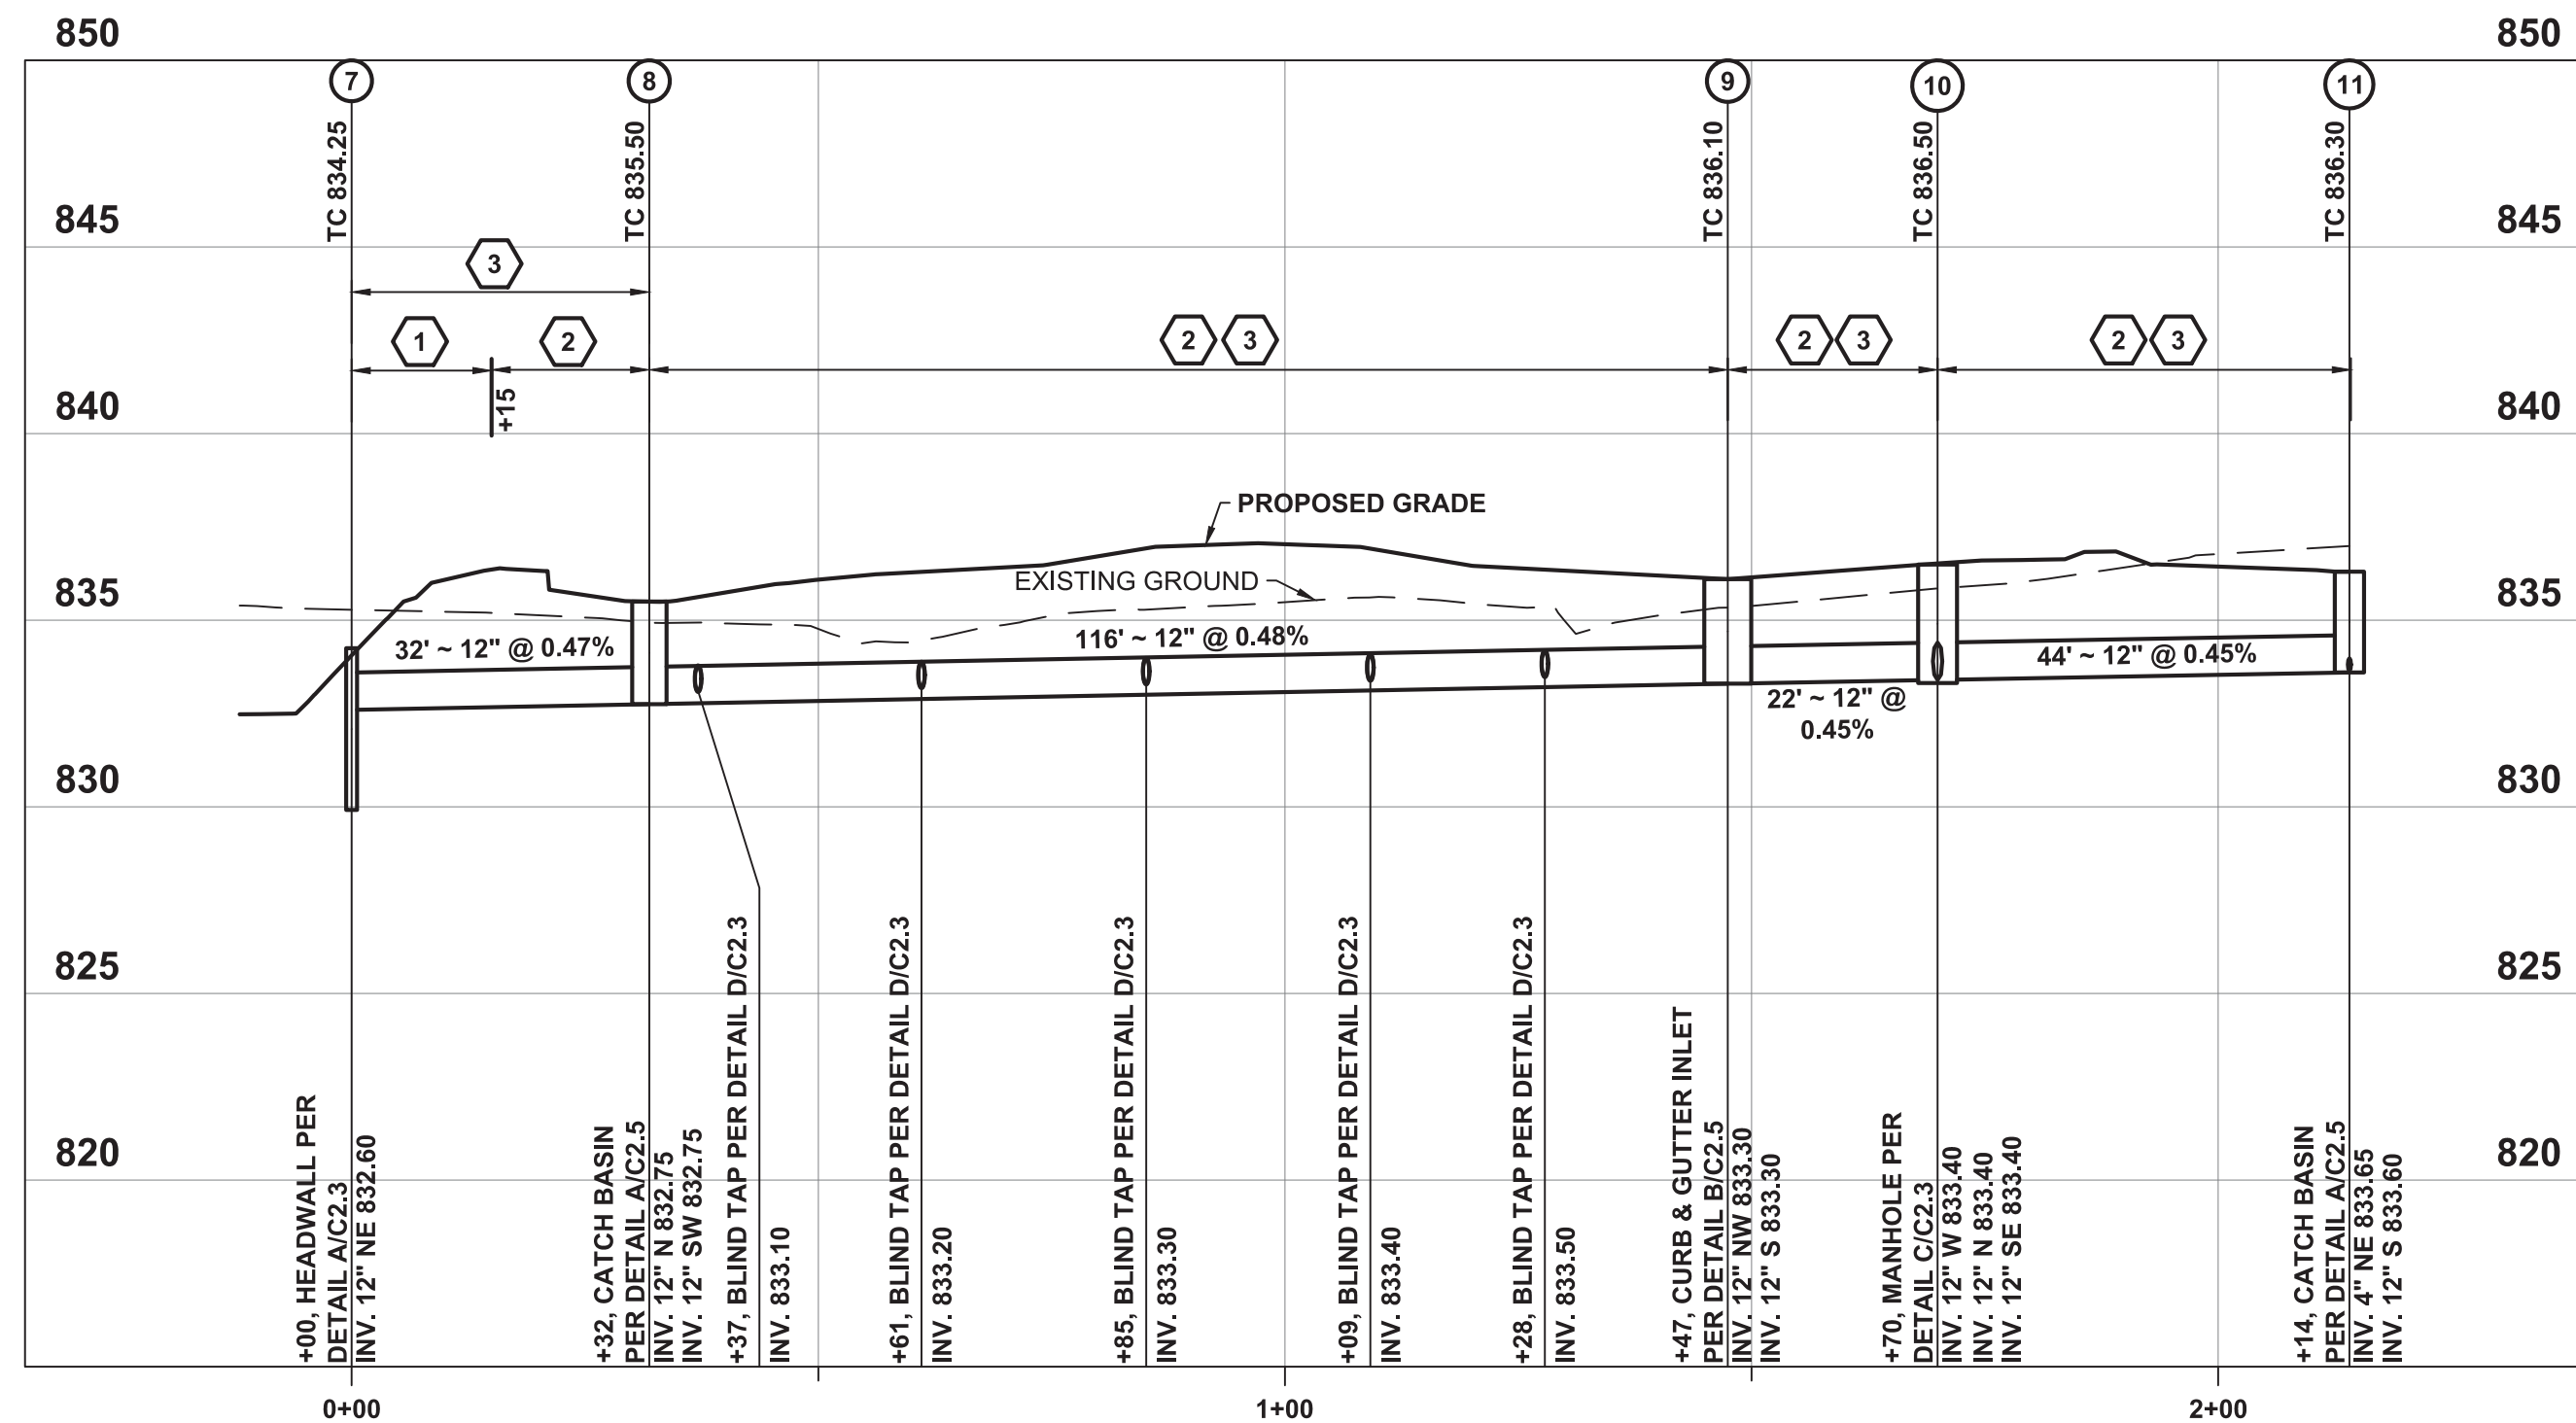 850
850
7
8
9
10
11
TC 834.25
TC 835.50
TC 836.10
TC 836.50
TC 836.30
845
845
3
1
2
2 3
2 3
2 3
+15
840
840
PROPOSED GRADE
EXISTING GROUND
835
835
32' ~ 12" @ 0.47%
116' ~ 12" @ 0.48%
44' ~ 12" @ 0.45%
22' ~ 12" @
0.45%
830
830
825
825
820
820
+00, HEADWALL PER
DETAIL A/C2.3
INV. 12" NE 832.60
+32, CATCH BASIN
PER DETAIL A/C2.5
INV. 12" N 832.75
INV. 12" SW 832.75
+37, BLIND TAP PER DETAIL D/C2.3
INV. 833.10
+61, BLIND TAP PER DETAIL D/C2.3
INV. 833.20
+85, BLIND TAP PER DETAIL D/C2.3
INV. 833.30
+09, BLIND TAP PER DETAIL D/C2.3
INV. 833.40
+28, BLIND TAP PER DETAIL D/C2.3
INV. 833.50
+47, CURB & GUTTER INLET
PER DETAIL B/C2.5
INV. 12" NW 833.30
INV. 12" S 833.30
+70, MANHOLE PER
DETAIL C/C2.3
INV. 12" W 833.40
INV. 12" N 833.40
INV. 12" SE 833.40
+14, CATCH BASIN
PER DETAIL A/C2.5
INV. 4" NE 833.65
INV. 12" S 833.60
0+00
1+00
2+00